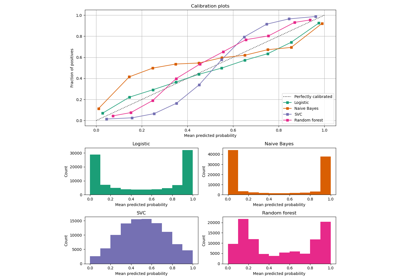 Calibration plots
1.0
0.8
0.6
0.4
0.2
0.0
Fraction of positives
0.0 0.2 0.4 0.6 0.8 1.0
Mean predicted probability
Perfectly calibrated
Logistic
Naive Bayes
SVC
Random forest
Logistic
30000
20000
10000
0
Count
0.0 0.2 0.4 0.6 0.8 1.0
Mean predicted probability
Naive Bayes
40000
30000
20000
10000
0
Count
0.0 0.2 0.4 0.6 0.8 1.0
Mean predicted probability
SVC
15000
10000
5000
0
Count
0.0 0.2 0.4 0.6 0.8 1.0
Mean predicted probability
Random forest
20000
15000
10000
5000
0
Count
0.0 0.2 0.4 0.6 0.8 1.0
Mean predicted probability